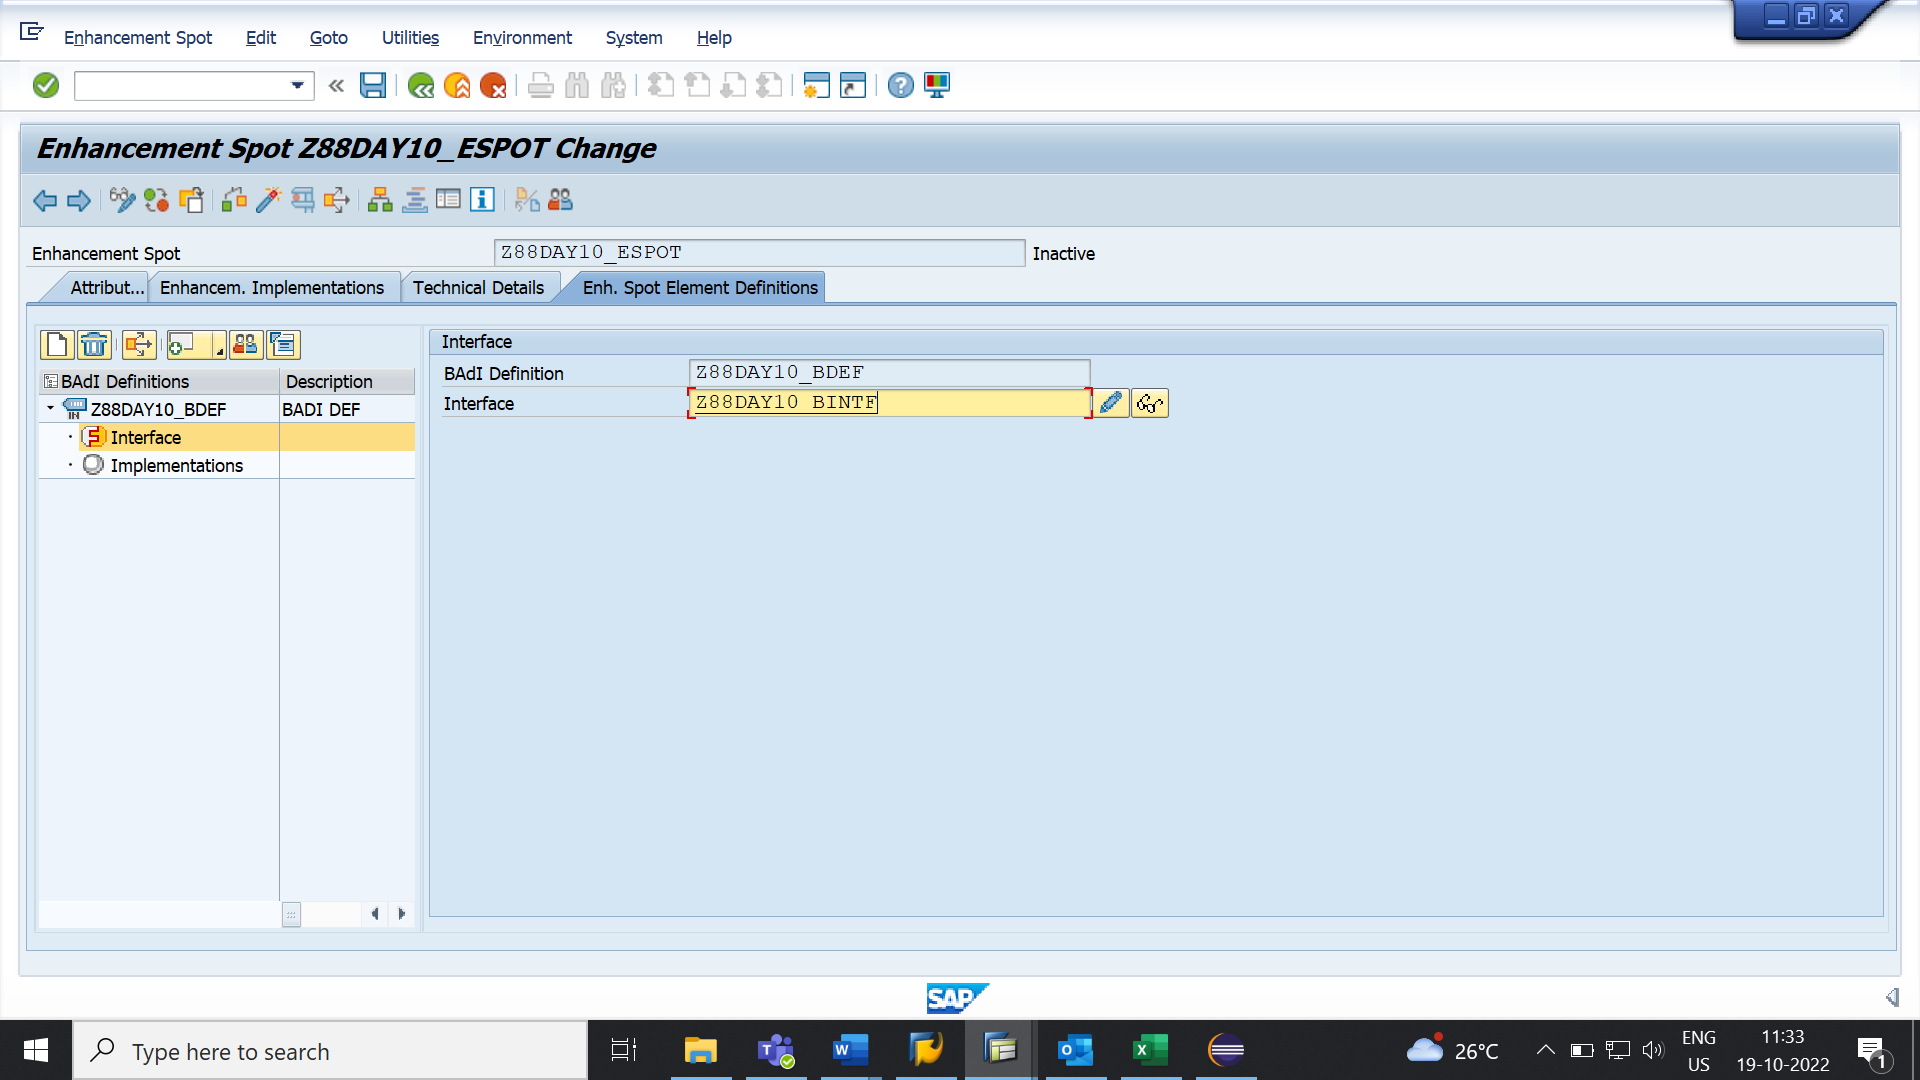 Enhancement Spot Edit Goto Utilities Environment System Help
Enhancement Spot Z88DAY10_ESPOT Change
Enhancement Spot Z88DAY10_ESPOT Inactive
Attribut... Enhancem. Implementations Technical Details Enh. Spot Element Definitions
Interface
BAdI Definitions Description
BAdI Definition Z88DAY10_BDEF
Z88DAY10_BDEF BADI DEF
Interface Z88DAY10_BINTF
Interface
Implementations
SAP
Type here to search
26°C
ENG
US
11:33
19-10-2022
1